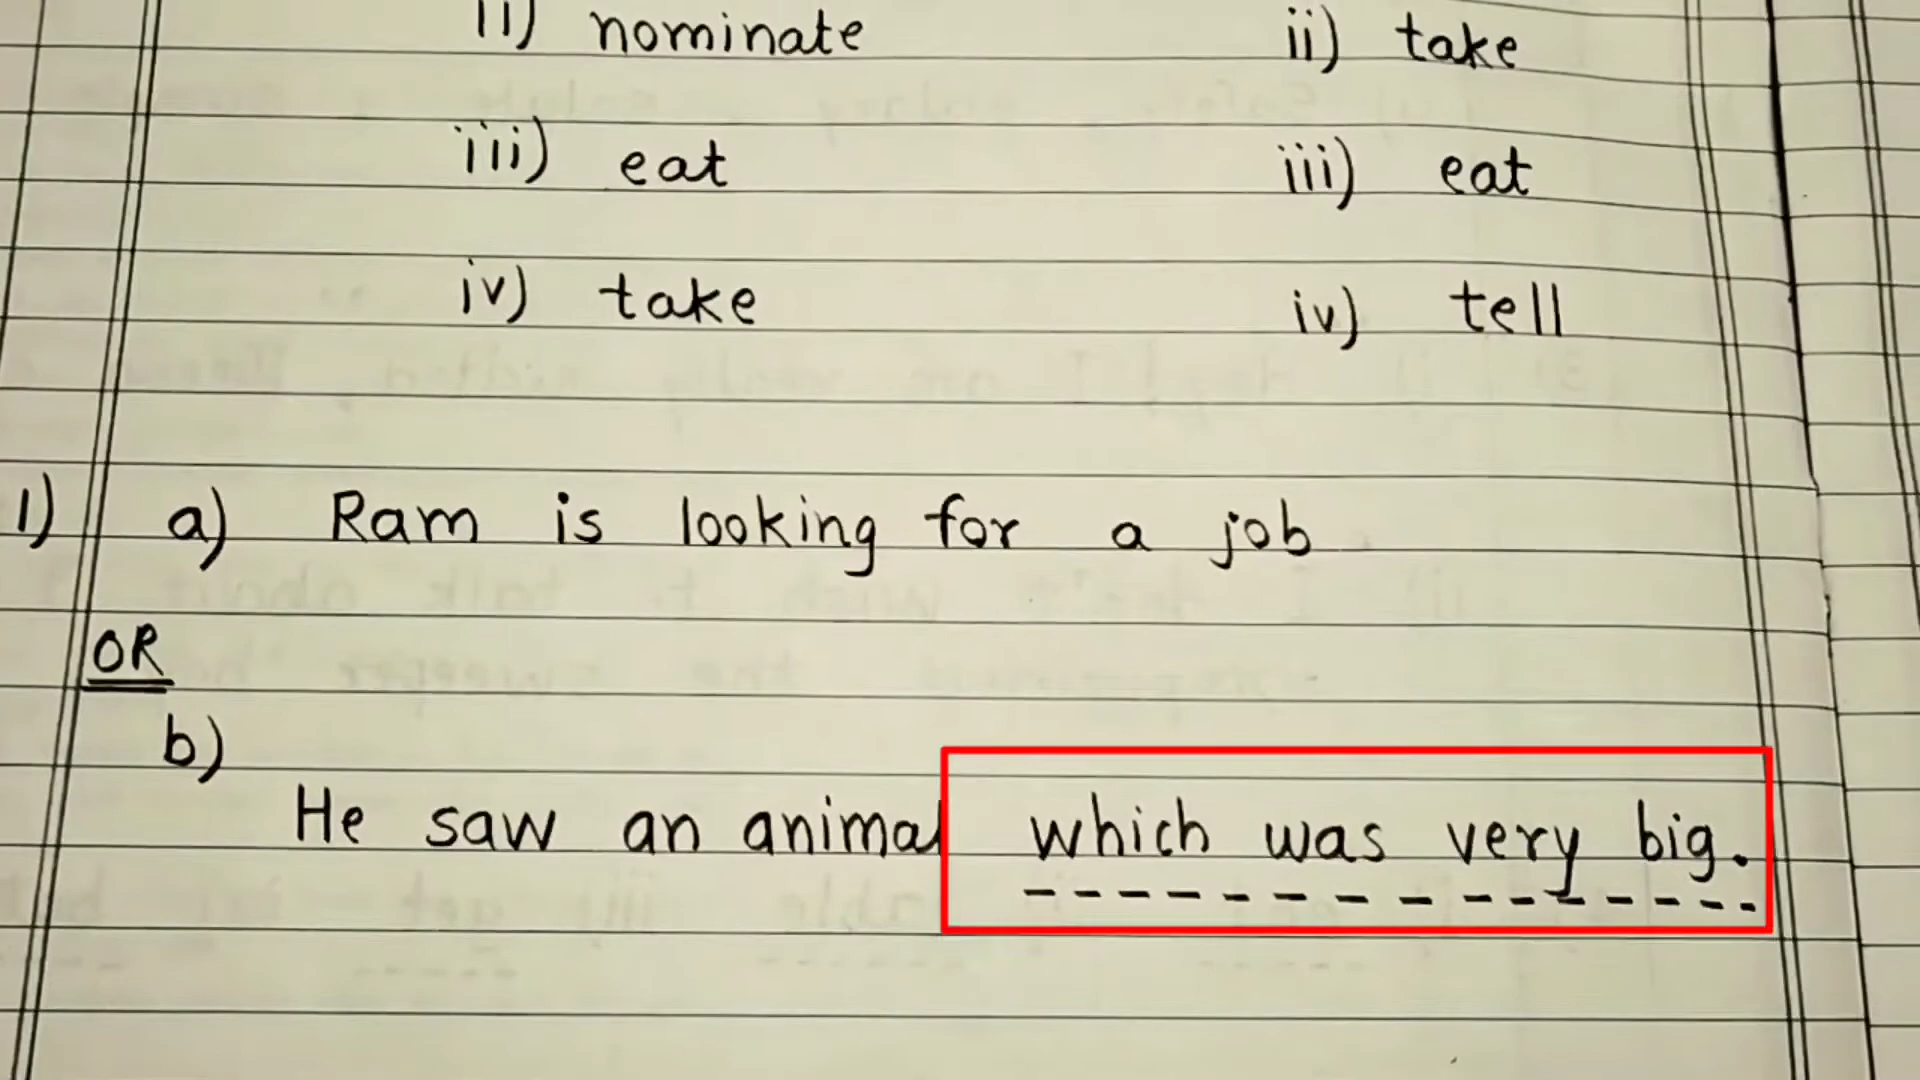 ii) nominate ii) take
iii) eat iii) eat
iv) take iv) tell
1) a) Ram is looking for a job
OR
b)
He saw an animal which was very big.